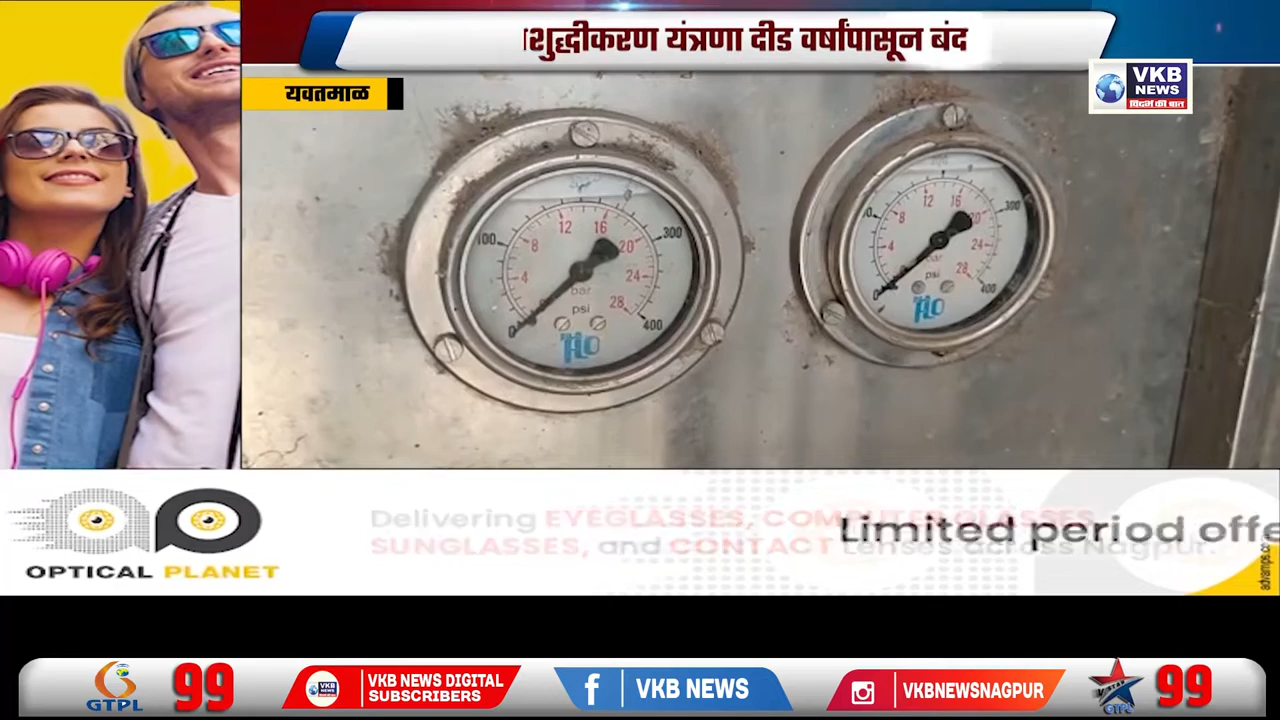 शुद्धीकरण यंत्रणा दीड वर्षांपासून बंद
यवतमाळ
VKB
NEWS
विदर्भ की बात
0
4
8
12
16
20
24
28
100
300
400
bar
psi
0
4
8
12
16
20
24
28
300
400
bar
psi
Delivering EYEGLASSES, COMPUTER GLASSES
SUNGLASSES, and CONTACT Lenses across Nagpur.
Limited period offe
OPTICAL PLANET
GTPL
99
VKB NEWS DIGITAL
SUBSCRIBERS
VKB NEWS
VKBNEWSNAGPUR
GTPL
99